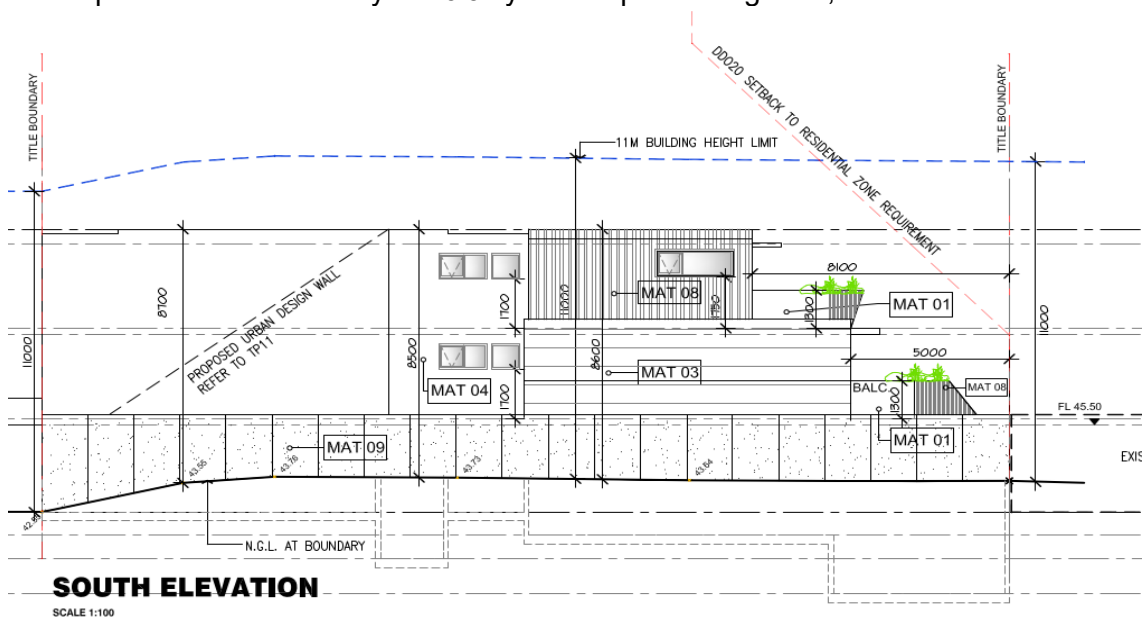 TITLE BOUNDARY
DDO20 SETBACK TO RESIDENTIAL ZONE REQUIREMENT
TITLE BOUNDARY
11M BUILDING HEIGHT LIMIT
8100
MAT 08
MAT 01
8700
PROPOSED URBAN DESIGN WALL
REFER TO TP11
1700
11000
1750
1300
11000
11000
8500
8600
5000
MAT 04
1700
MAT 03
BALC.
1300
MAT 08
FL 45.50
MAT 01
MAT 09
43.55
43.76
43.73
43.64
EXIS
N.G.L. AT BOUNDARY
SOUTH ELEVATION
SCALE 1:100